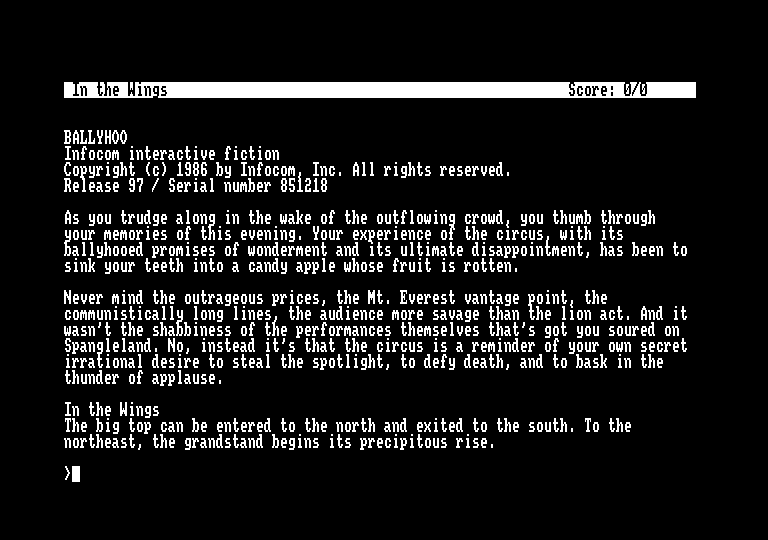 In the Wings Score: 0/0
BALLYHOO
Infocom interactive fiction
Copyright (c) 1986 by Infocom, Inc. All rights reserved.
Release 97 / Serial number 851218
As you trudge along in the wake of the outflowing crowd, you thumb through
your memories of this evening. Your experience of the circus, with its
ballyhooed promises of wonderment and its ultimate disappointment, has been to
sink your teeth into a candy apple whose fruit is rotten.
Never mind the outrageous prices, the Mt. Everest vantage point, the
communistically long lines, the audience more savage than the lion act. And it
wasn't the shabbiness of the performances themselves that's got you soured on
Spangleland. No, instead it's that the circus is a reminder of your own secret
irrational desire to steal the spotlight, to defy death, and to bask in the
thunder of applause.
In the Wings
The big top can be entered to the north and exited to the south. To the
northeast, the grandstand begins its precipitous rise.
>